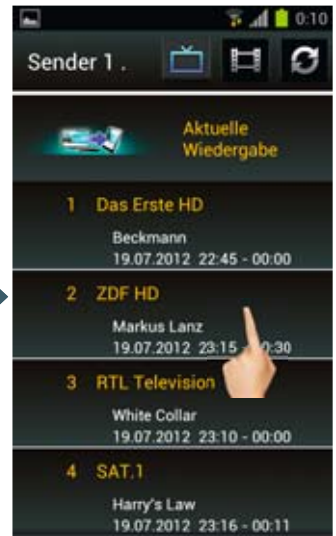 0:10
Sender 1 .
Aktuelle
Wiedergabe
1 Das Erste HD
Beckmann
19.07.2012 22:45 - 00:00
2 ZDF HD
Markus Lanz
19.07.2012 23:15 - 0:30
3 RTL Television
White Collar
19.07.2012 23:10 - 00:00
4 SAT.1
Harry's Law
19.07.2012 23:16 - 00:11